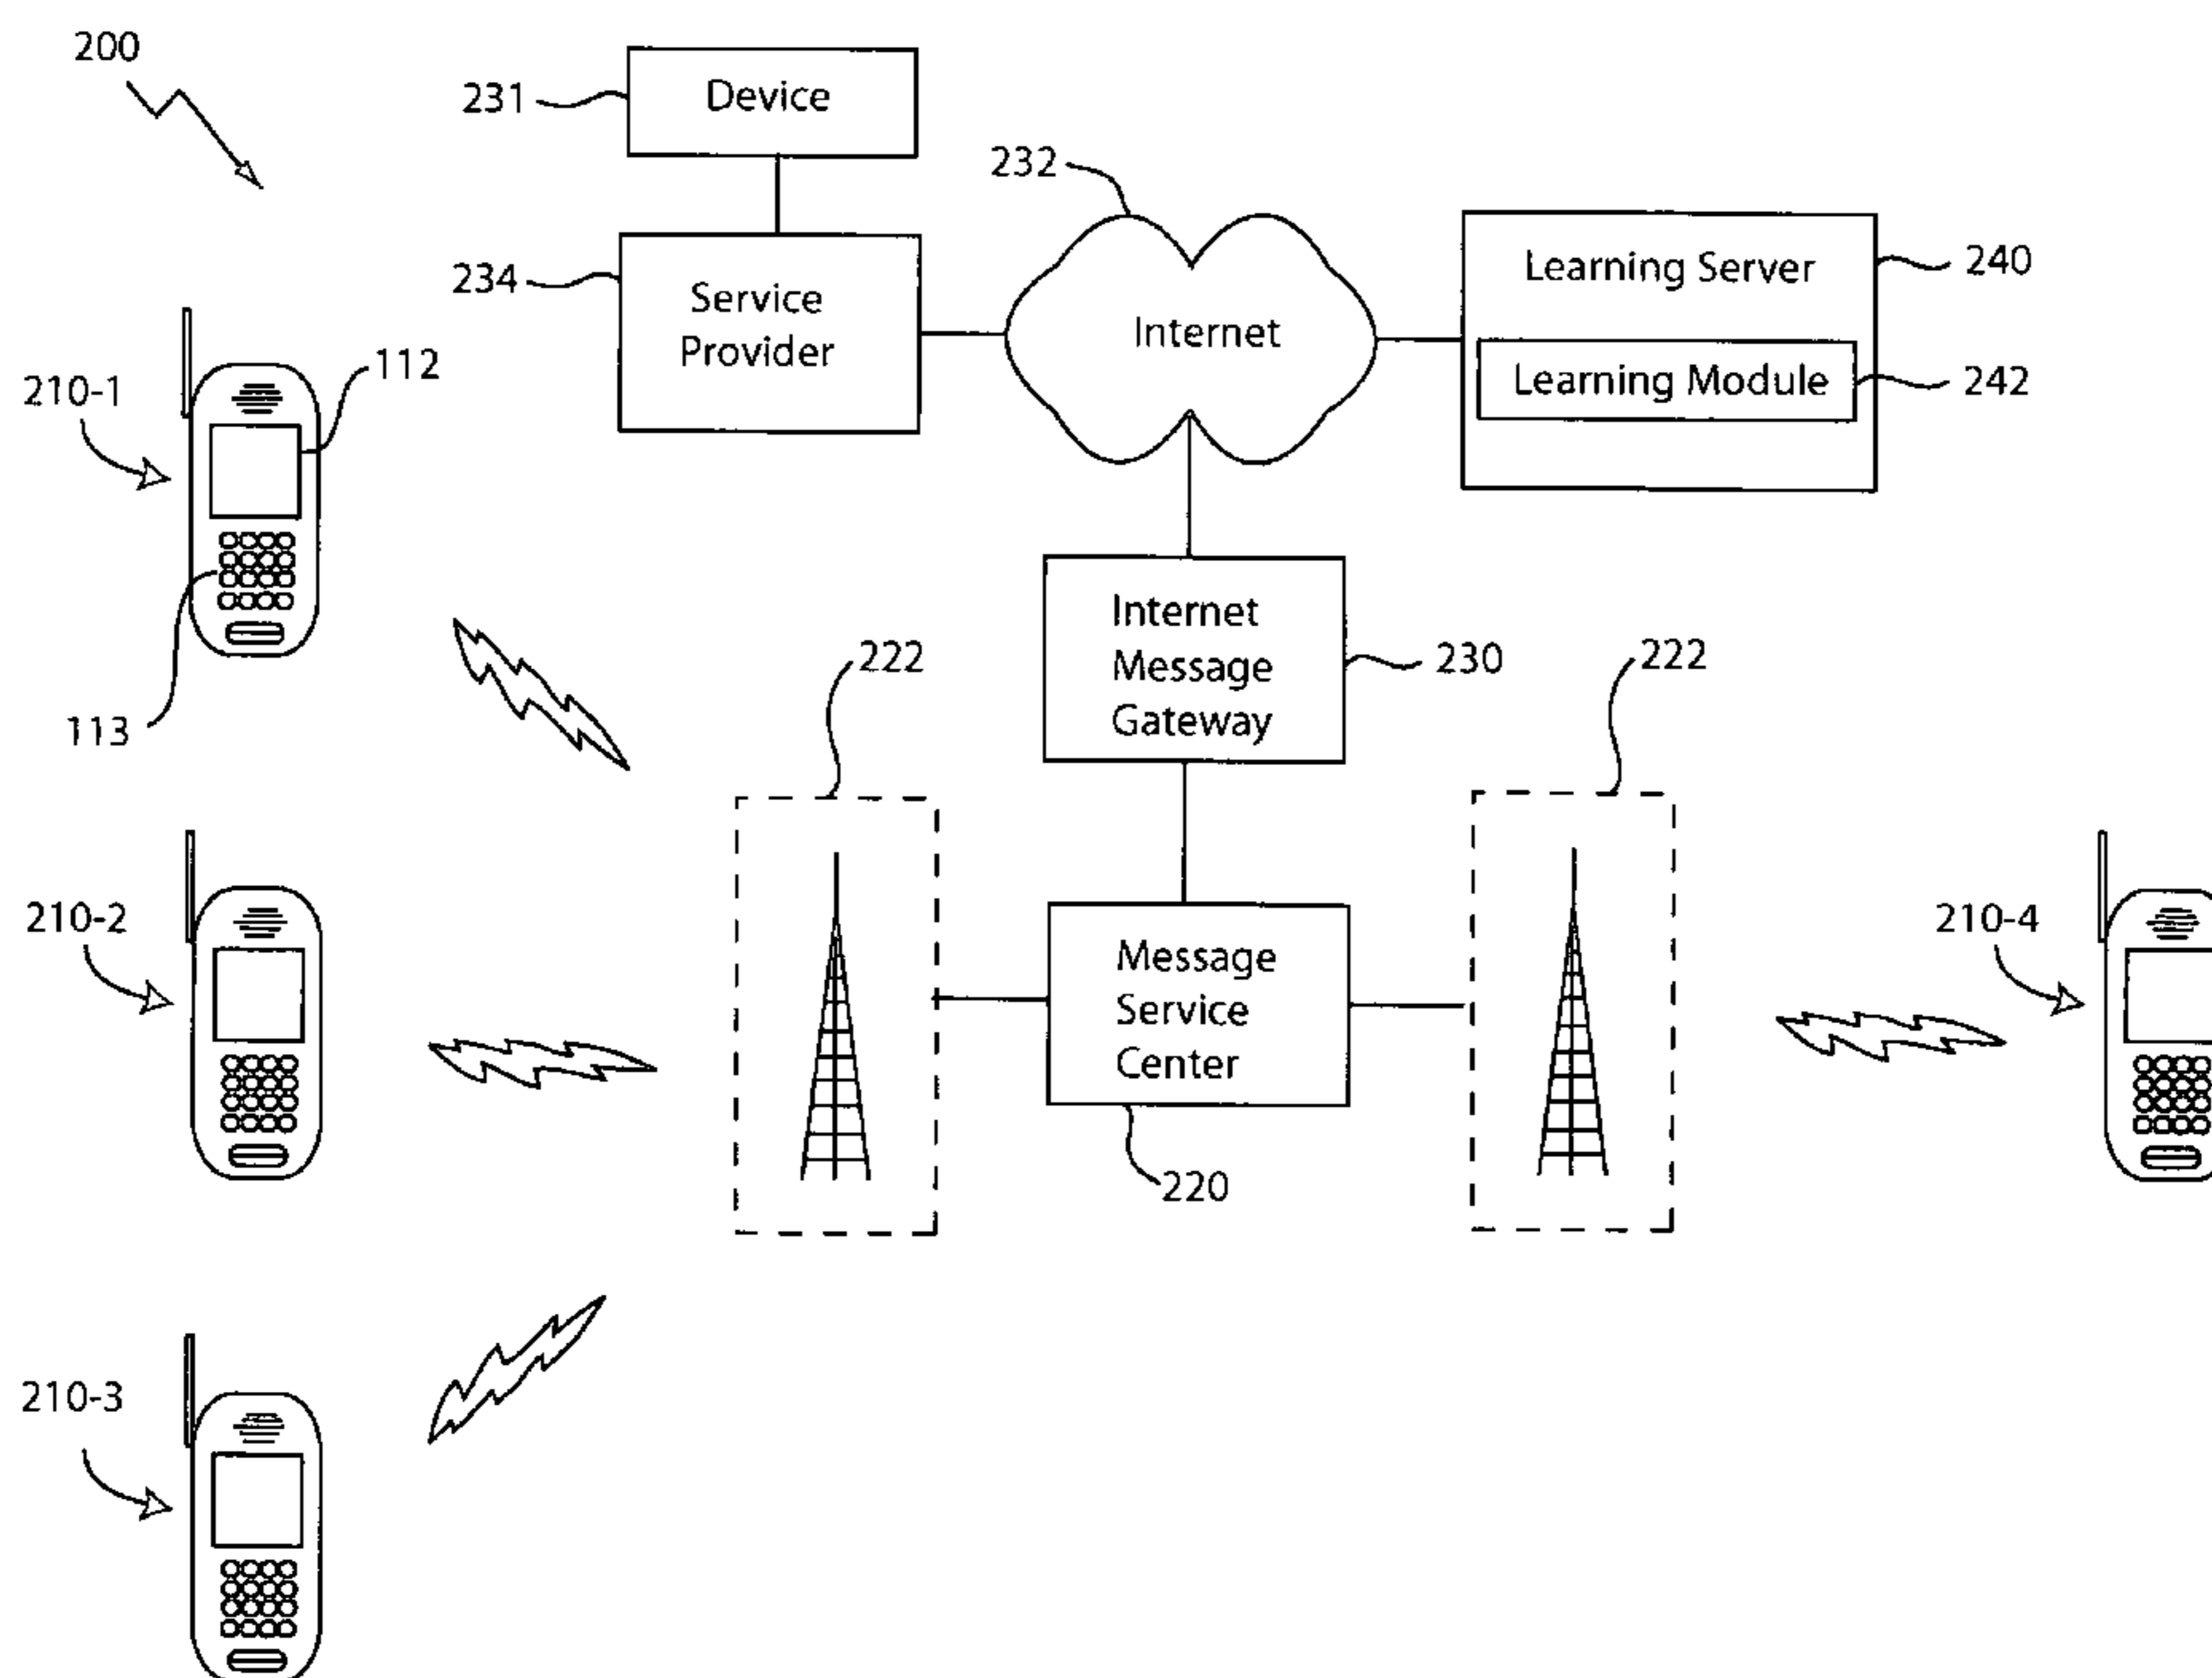 200
231
Device
232
234
Service
Provider
Internet
Learning Server
240
Learning Module
242
210-1
112
113
Internet
Message
Gateway
230
222
222
210-2
Message
Service
Center
220
210-4
210-3